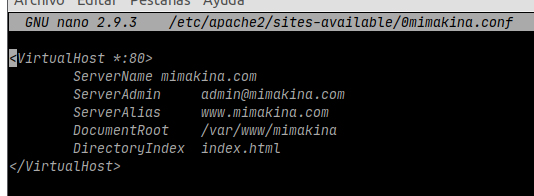 Archivo Editar Pestañas Ayuda
GNU nano 2.9.3 /etc/apache2/sites-available/0mimakina.conf
<VirtualHost *:80>
ServerName mimakina.com
ServerAdmin admin@mimakina.com
ServerAlias www.mimakina.com
DocumentRoot /var/www/mimakina
DirectoryIndex index.html
</VirtualHost>